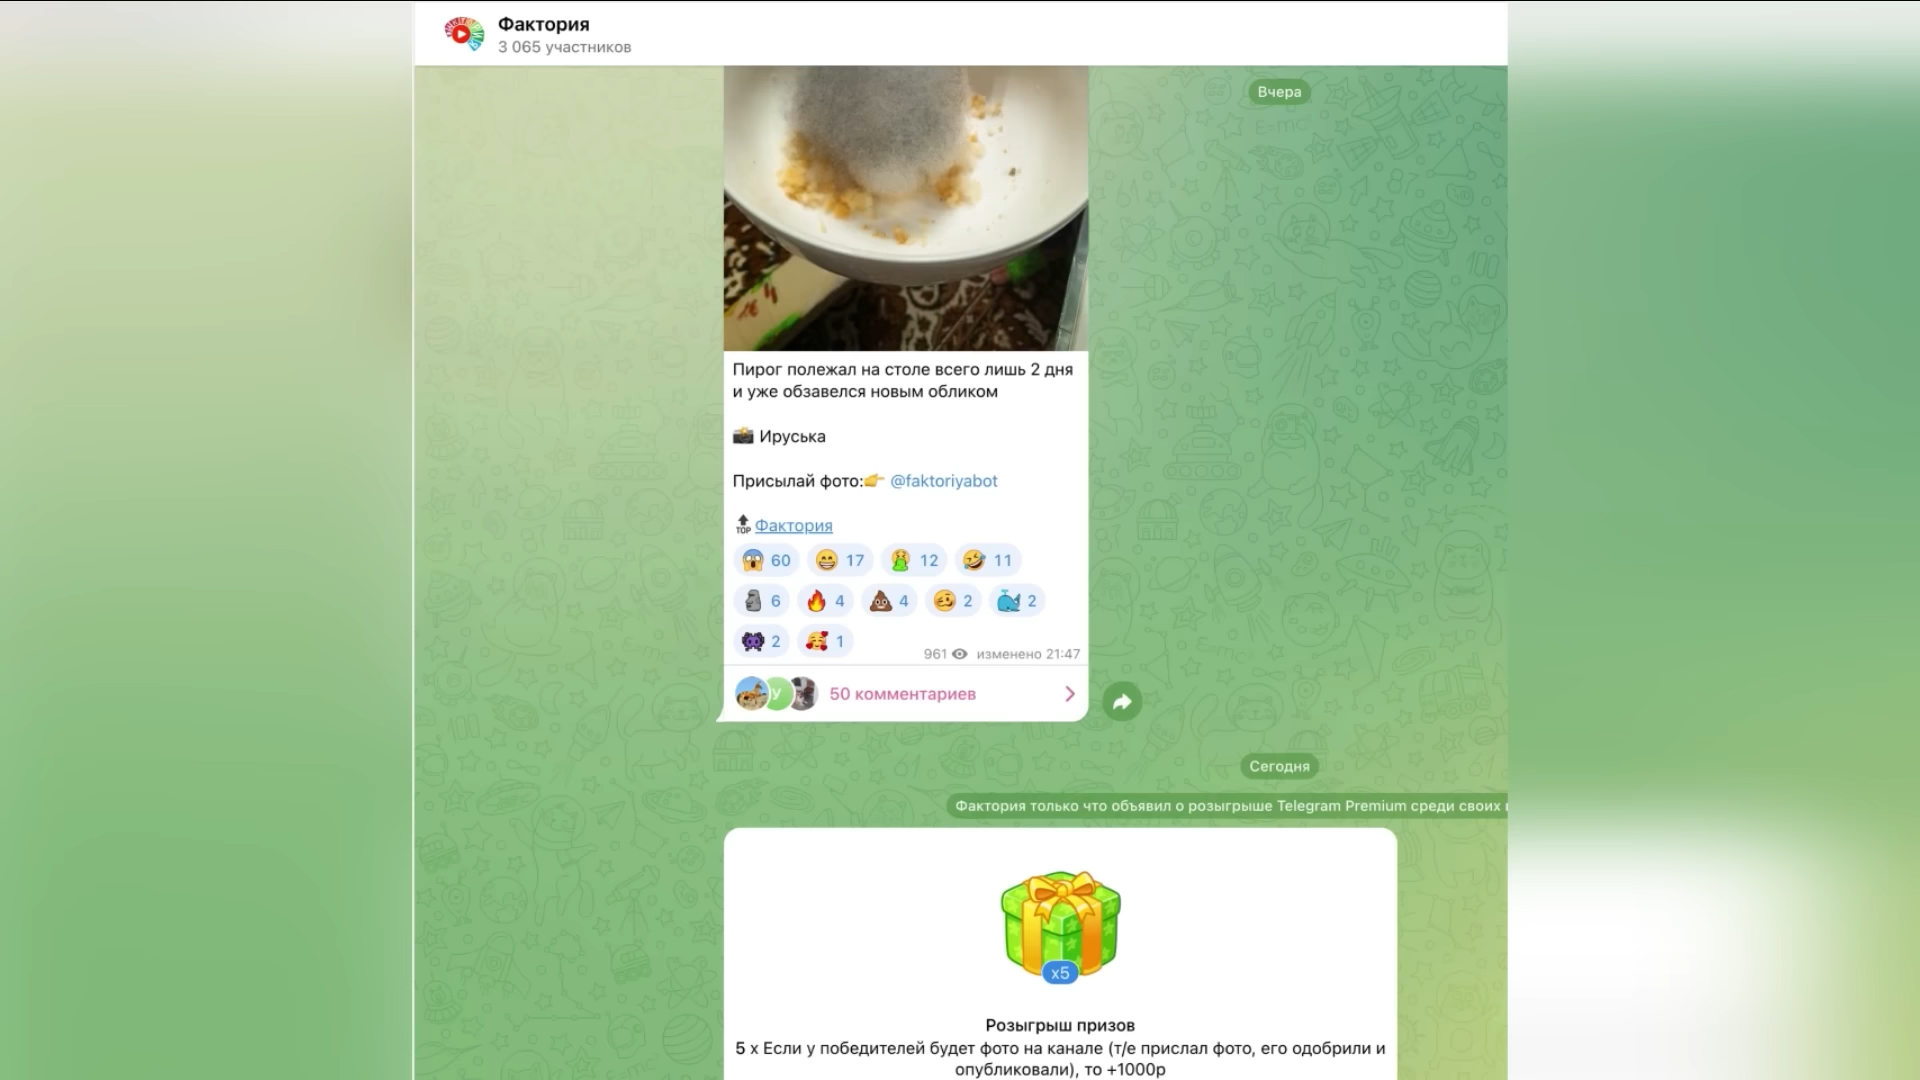 Фактория
3 065 участников
Вчера
Пирог полежал на столе всего лишь 2 дня
и уже обзавелся новым обликом
📸 Ируська
Присылай фото:👉 @faktoriyabot
🔝 Фактория
😱 60 😁 17 🤮 12 🤣 11
🗿 6 🔥 4 💩 4 🥴 2 🐳 2
👾 2 🥰 1
961 изменено 21:47
У
50 комментариев
Сегодня
Фактория только что объявил о розыгрыше Telegram Premium среди своих
x5
Розыгрыш призов
5 x Если у победителей будет фото на канале (т/е прислал фото, его одобрили и
опубликовали), то +1000р